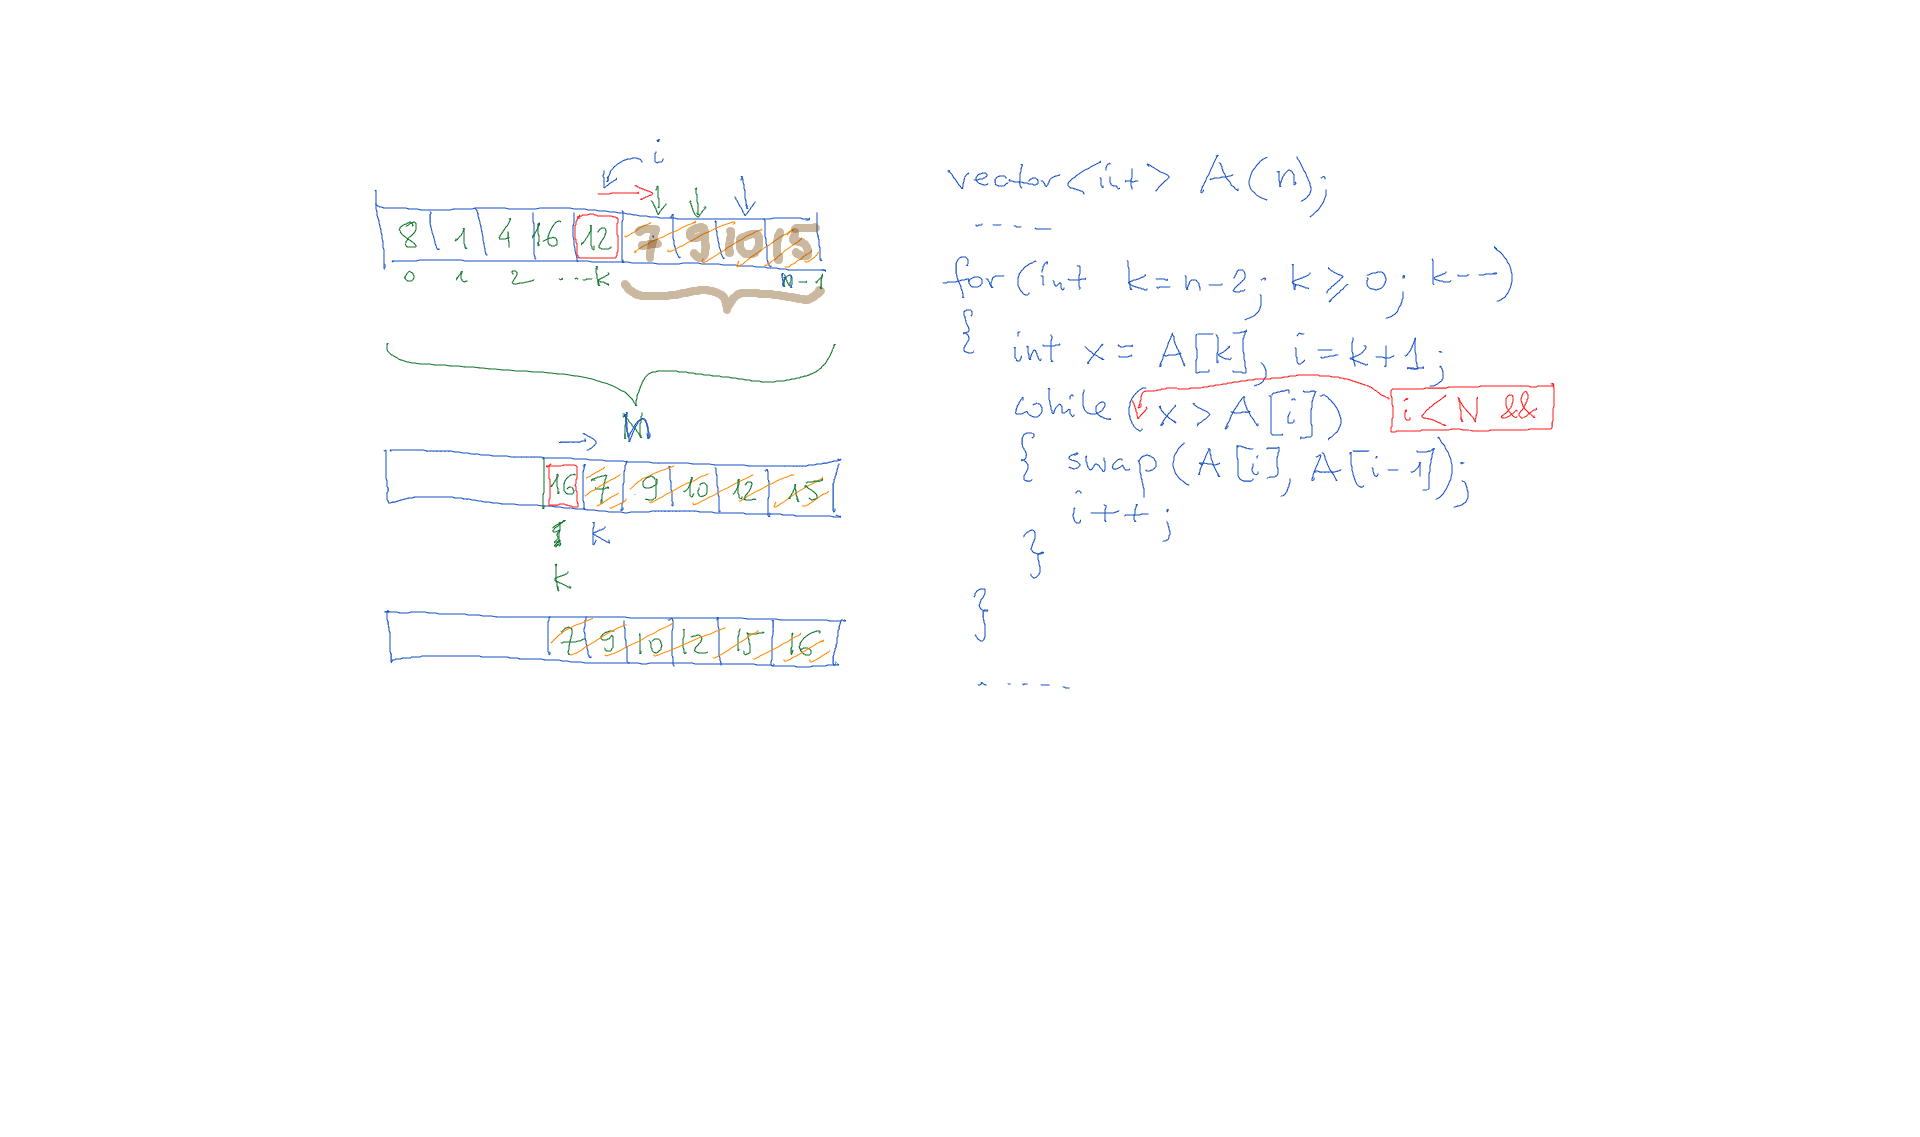 i
8 1 4 16 12 7 9 10 15
0 1 2 ...-k n-1
16 7 9 10 12 15
k
k
7 9 10 12 15 16
vector<int> A(n);
----
for (int k=n-2; k⩾0; k--)
{ int x = A[k], i=k+1;
while (x > A[i])
i<N &&
{ swap(A[i], A[i-1]);
i++;
}
}
.----